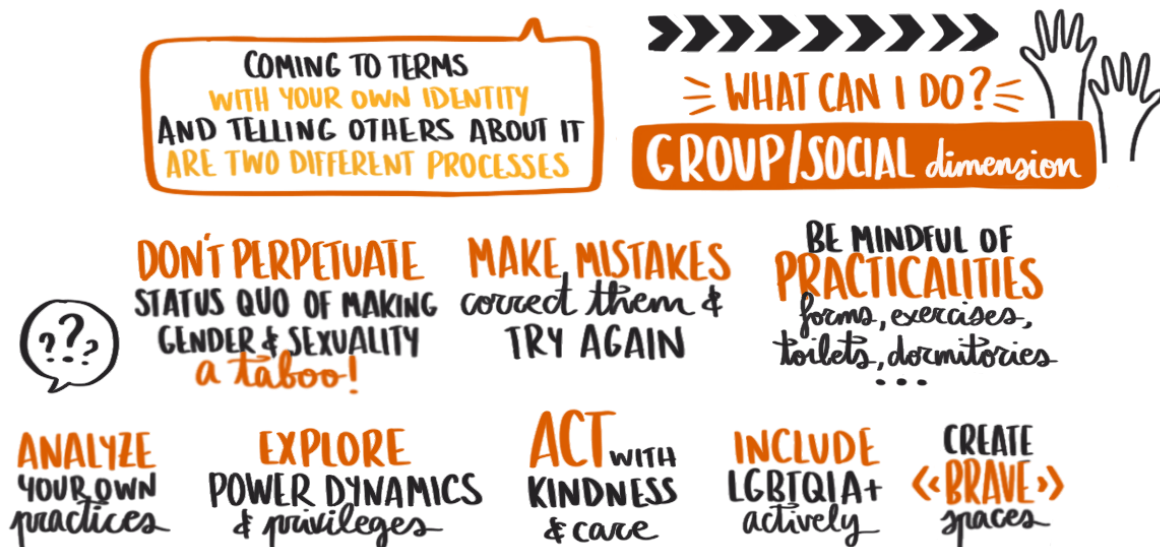 COMING TO TERMS
WITH YOUR OWN IDENTITY
AND TELLING OTHERS ABOUT IT
ARE TWO DIFFERENT PROCESSES
WHAT CAN I DO?
GROUP/SOCIAL dimension
DON'T PERPETUATE
STATUS QUO OF MAKING
GENDER & SEXUALITY
a taboo!
MAKE MISTAKES
correct them &
TRY AGAIN
BE MINDFUL OF
PRACTICALITIES
forms, exercises,
toilets, dormitories
...
???
ANALYZE
YOUR OWN
practices
EXPLORE
POWER DYNAMICS
& privileges
ACT WITH
KINDNESS
& care
INCLUDE
LGBTQIA+
actively
CREATE
«BRAVE»
spaces